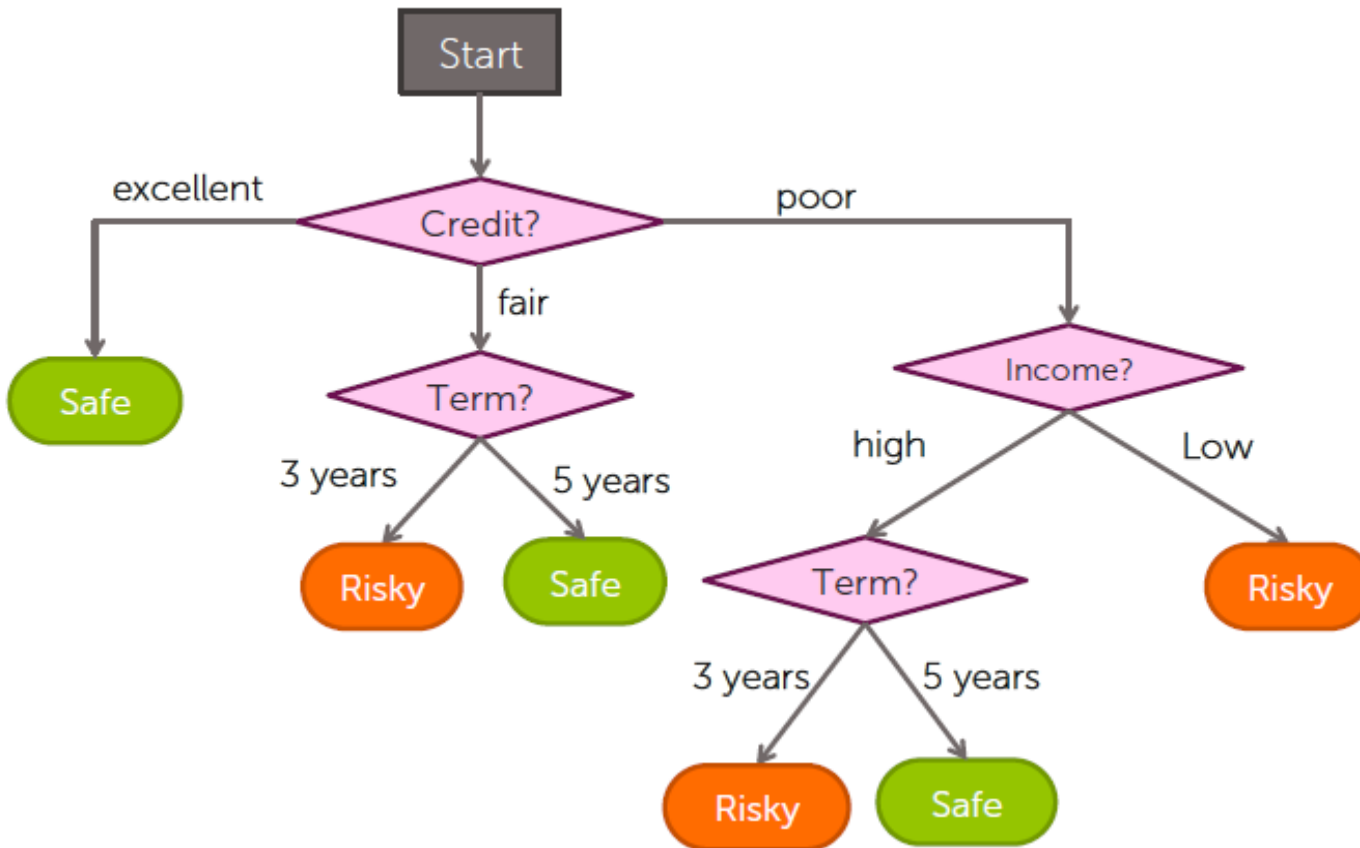 Start
excellent
Credit?
poor
fair
Safe
Term?
Income?
3 years
5 years
high
Low
Risky
Safe
Term?
Risky
3 years
5 years
Risky
Safe